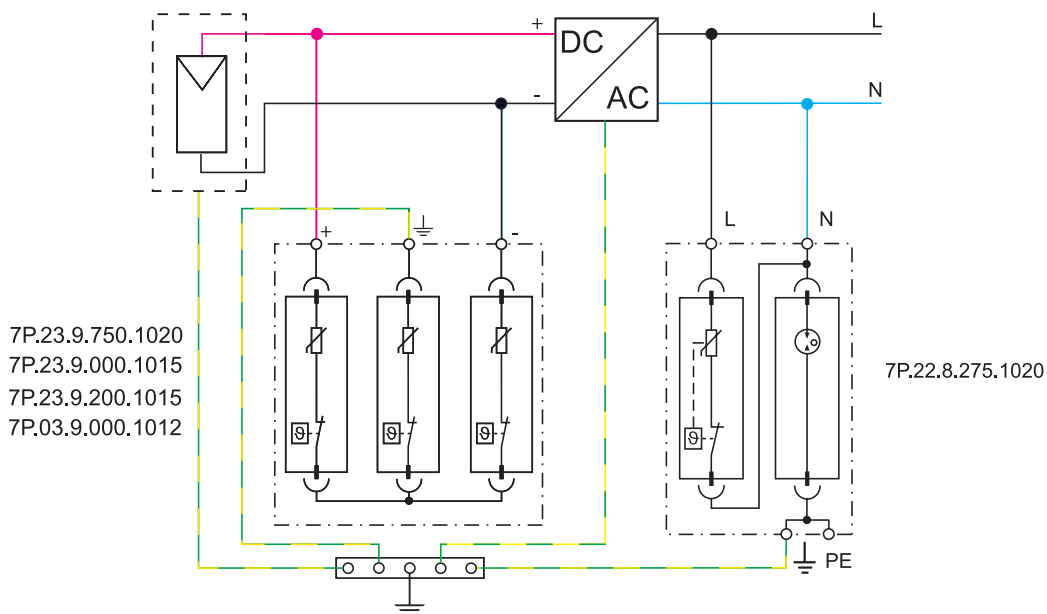 +
DC
AC
-
L
N
+
-
L
N
7P.23.9.750.1020
7P.23.9.000.1015
7P.23.9.200.1015
7P.03.9.000.1012
ϑ
ϑ
ϑ
ϑ
7P.22.8.275.1020
PE